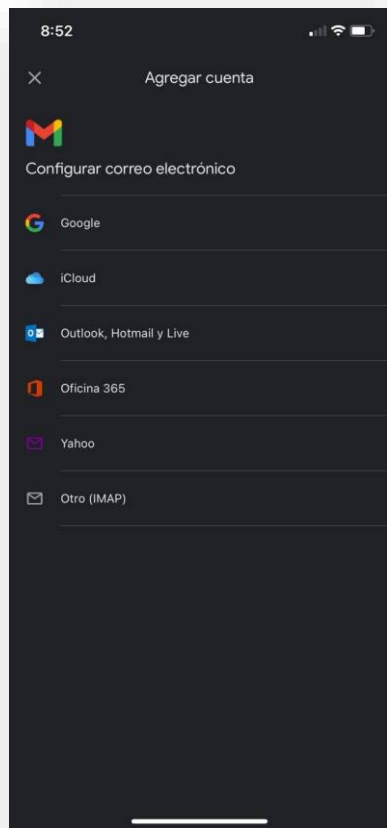 8:52
Agregar cuenta
Configurar correo electrónico
Google
iCloud
Outlook, Hotmail y Live
Oficina 365
Yahoo
Otro (IMAP)